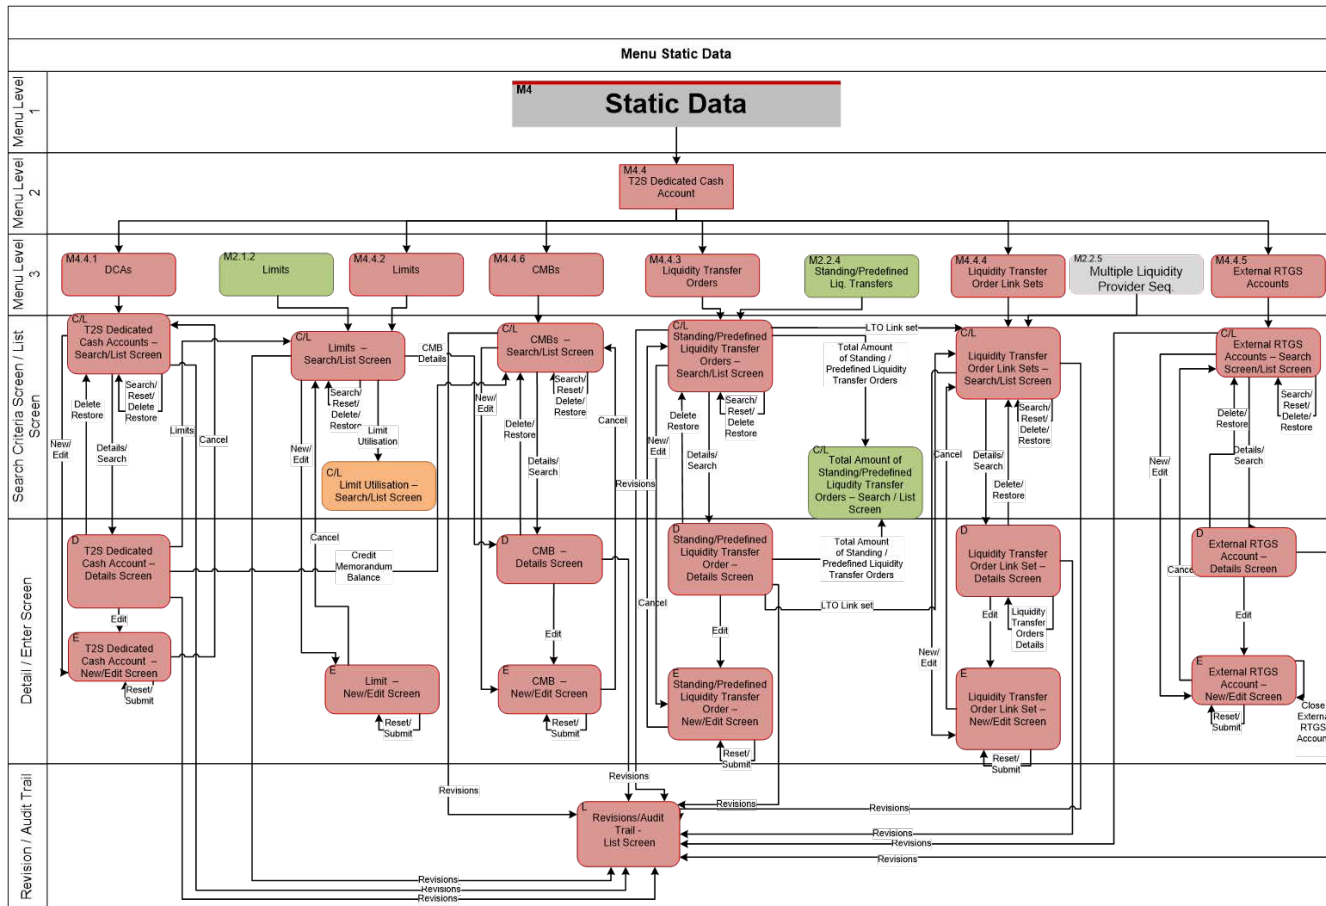 Menu Static Data
Menu Level
1
M4
Static Data
Menu Level
2
M4.4
T2S Dedicated Cash
Account
Menu Level
3
M4.4.1
DCAs
M2.1.2
Limits
M4.4.2
Limits
M4.4.6
CMBs
M4.4.3
Liquidity Transfer
Orders
M2.2.4
Standing/Predefined
Liq. Transfers
M4.4.4
Liquidity Transfer
Order Link Sets
M2.2.5
Multiple Liquidity
Provider Seq.
M4.4.5
External RTGS
Accounts
Search Criteria Screen / List
Screen
C/L
T2S Dedicated
Cash Accounts –
Search/List Screen
C/L
Limits –
Search/List Screen
CMB
Details
C/L
CMBs –
Search/List Screen
C/L
Standing/Predefined
Liquidity Transfer
Orders –
Search/List Screen
LTO Link set
Total Amount
of Standing /
Predefined Liquidity
Transfer Orders
C/L
Liquidity Transfer
Order Link Sets –
Search/List Screen
C/L
External RTGS
Accounts – Search
Screen/List Screen
New/
Edit
Delete
Restore
Search/
Reset/
Delete
Restore
Details/
Search
Limits
Cancel
New/
Edit
Search/
Reset/
Delete/
Restore
Limit
Utilisation
C/L
Limit Utilisation –
Search/List Screen
New/
Edit
Delete/
Restore
Search/
Reset/
Delete/
Restore
Details/
Search
Cancel
Revisions
New/
Edit
Delete
Restore
Search/
Reset/
Delete
Restore
Details/
Search
C/L
Total Amount of
Standing/Predefined
Liqudity Transfer
Orders – Search / List
Screen
Cancel
Search/
Reset/
Delete/
Restore
Details/
Search
Delete/
Restore
New/
Edit
Delete/
Restore
Search/
Reset/
Delete/
Restore
Details/
Search
Detail / Enter Screen
D
T2S Dedicated
Cash Account –
Details Screen
Edit
E
T2S Dedicated
Cash Account –
New/Edit Screen
Reset/
Submit
Cancel
Credit
Memorandum
Balance
E
Limit –
New/Edit Screen
Reset/
Submit
D
CMB –
Details Screen
Edit
E
CMB –
New/Edit Screen
Reset/
Submit
D
Standing/Predefined
Liquidity Transfer
Order –
Details Screen
Total Amount
of Standing /
Predefined Liquidity
Transfer Orders
LTO Link set
Cancel
Edit
E
Standing/Predefined
Liquidity Transfer
Order –
New/Edit Screen
Reset/
Submit
Liquidity Transfer
Order Link Set –
Details Screen
Edit
Liquidity
Transfer
Orders
Details
New/
Edit
E
Liquidity Transfer
Order Link Set –
New/Edit Screen
Reset/
Submit
D
External RTGS
Account –
Details Screen
Cancel
Edit
E
External RTGS
Account –
New/Edit Screen
Reset/
Submit
Close
Extern
RTGS
Accoun
Revision / Audit Trail
Revisions
Revisions
Revisions
L
Revisions/Audit
Trail -
List Screen
Revisions
Revisions
Revisions
Revisions
Revisions
Revisions
Revisions